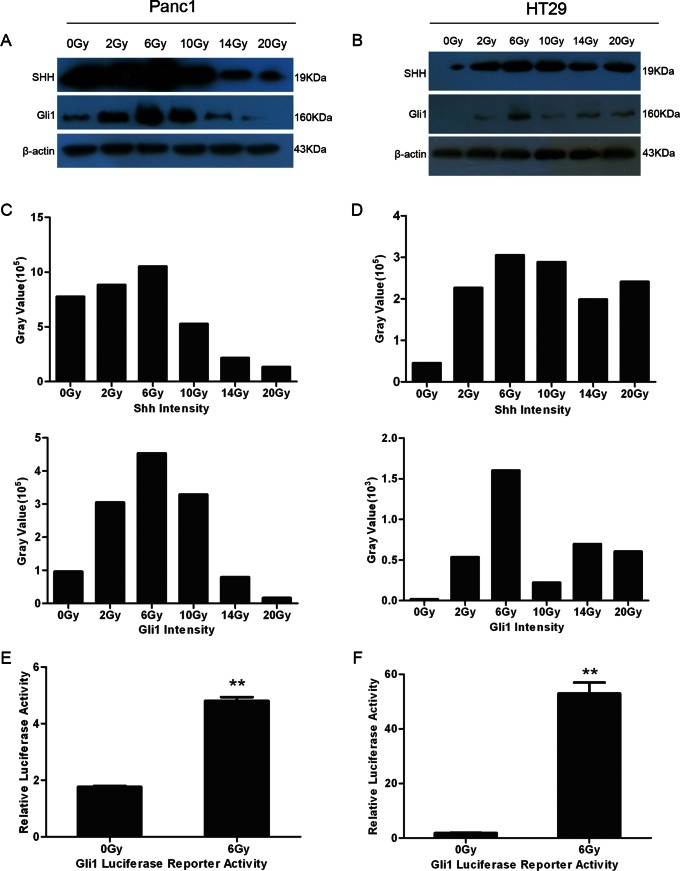 Panc1
HT29
A
0Gy 2Gy 6Gy 10Gy 14Gy 20Gy
SHH 19KDa
Gli1 160KDa
β-actin 43KDa
B
0Gy 2Gy 6Gy 10Gy 14Gy 20Gy
SHH 19KDa
Gli1 160KDa
β-actin 43KDa
C
Gray Value(10⁵)
15
10
5
0
0Gy 2Gy 6Gy 10Gy 14Gy 20Gy
Shh Intensity
D
Gray Value(10⁵)
4
3
2
1
0
0Gy 2Gy 6Gy 10Gy 14Gy 20Gy
Shh Intensity
Gray Value(10⁵)
5
4
3
2
1
0
0Gy 2Gy 6Gy 10Gy 14Gy 20Gy
Gli1 Intensity
Gray Value(10³)
2.0
1.5
1.0
0.5
0.0
0Gy 2Gy 6Gy 10Gy 14Gy 20Gy
Gli1 Intensity
E
Relative Luciferase Activity
6
4
2
0
**
0Gy 6Gy
Gli1 Luciferase Reporter Activity
F
Relative Luciferase Activity
60
40
20
0
**
0Gy 6Gy
Gli1 Luciferase Reporter Activity